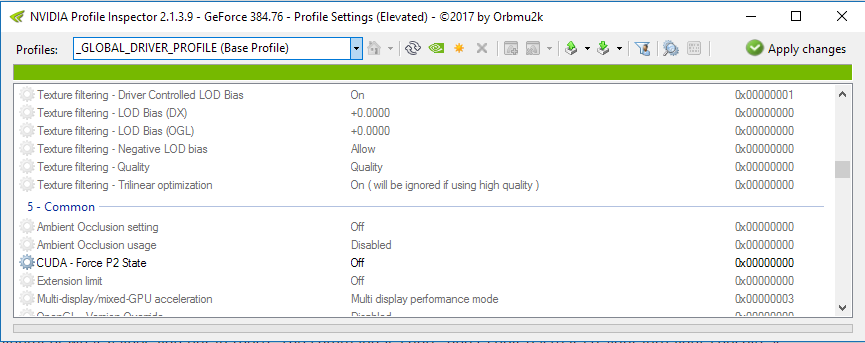 NVIDIA Profile Inspector 2.1.3.9 - GeForce 384.76 - Profile Settings (Elevated) - ©2017 by Orbmu2k
Profiles: _GLOBAL_DRIVER_PROFILE (Base Profile) Apply changes
Texture filtering - Driver Controlled LOD Bias On 0x00000001
Texture filtering - LOD Bias (DX) +0.0000 0x00000000
Texture filtering - LOD Bias (OGL) +0.0000 0x00000000
Texture filtering - Negative LOD bias Allow 0x00000000
Texture filtering - Quality Quality 0x00000000
Texture filtering - Trilinear optimization On ( will be ignored if using high quality ) 0x00000000
5 - Common
Ambient Occlusion setting Off 0x00000000
Ambient Occlusion usage Disabled 0x00000000
CUDA - Force P2 State Off 0x00000000
Extension limit Off 0x00000000
Multi-display/mixed-GPU acceleration Multi display performance mode 0x00000003
OpenGL - Version Override Disabled 0x00000000